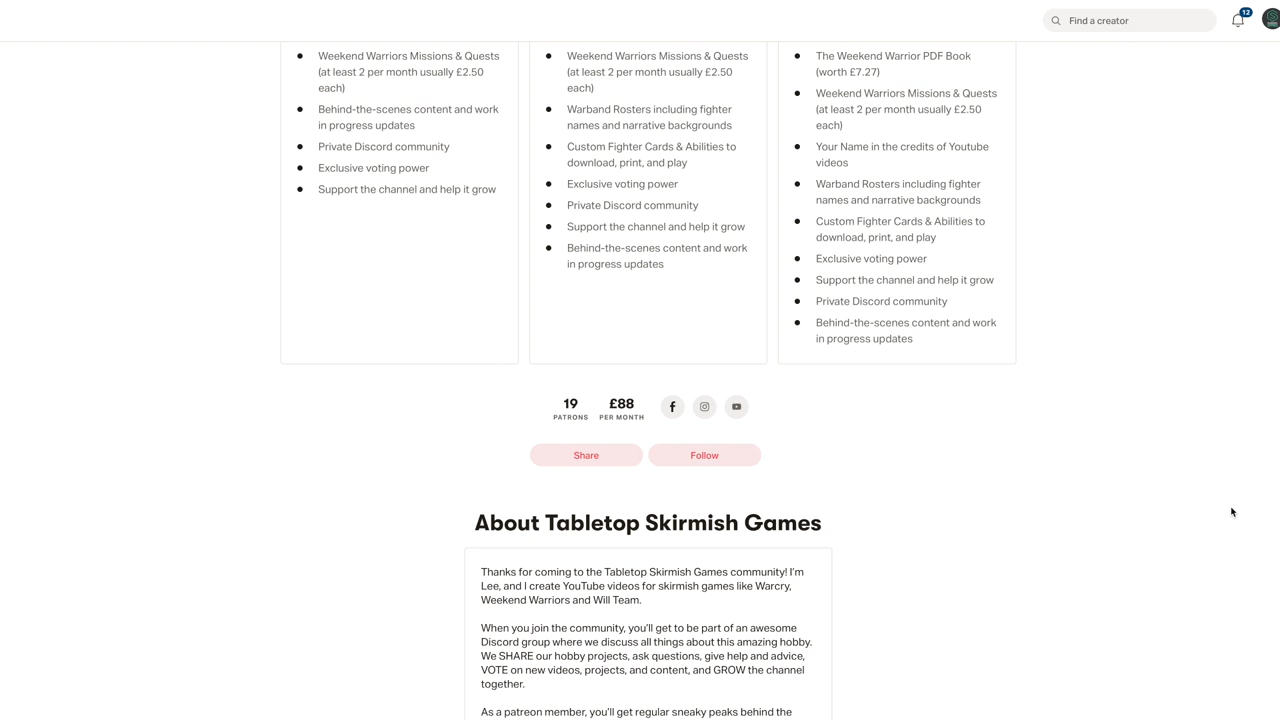 Find a creator
12
Weekend Warriors Missions & Quests
(at least 2 per month usually £2.50
each)
Behind-the-scenes content and work
in progress updates
Private Discord community
Exclusive voting power
Support the channel and help it grow
Weekend Warriors Missions & Quests
(at least 2 per month usually £2.50
each)
Warband Rosters including fighter
names and narrative backgrounds
Custom Fighter Cards & Abilities to
download, print, and play
Exclusive voting power
Private Discord community
Support the channel and help it grow
Behind-the-scenes content and work
in progress updates
The Weekend Warrior PDF Book
(worth £7.27)
Weekend Warriors Missions & Quests
(at least 2 per month usually £2.50
each)
Your Name in the credits of Youtube
videos
Warband Rosters including fighter
names and narrative backgrounds
Custom Fighter Cards & Abilities to
download, print, and play
Exclusive voting power
Support the channel and help it grow
Private Discord community
Behind-the-scenes content and work
in progress updates
19
PATRONS
£88
PER MONTH
Share
Follow
About Tabletop Skirmish Games
Thanks for coming to the Tabletop Skirmish Games community! I'm
Lee, and I create YouTube videos for skirmish games like Warcry,
Weekend Warriors and Will Team.
When you join the community, you'll get to be part of an awesome
Discord group where we discuss all things about this amazing hobby.
We SHARE our hobby projects, ask questions, give help and advice,
VOTE on new videos, projects, and content, and GROW the channel
together.
As a patreon member, you'll get regular sneaky peaks behind the